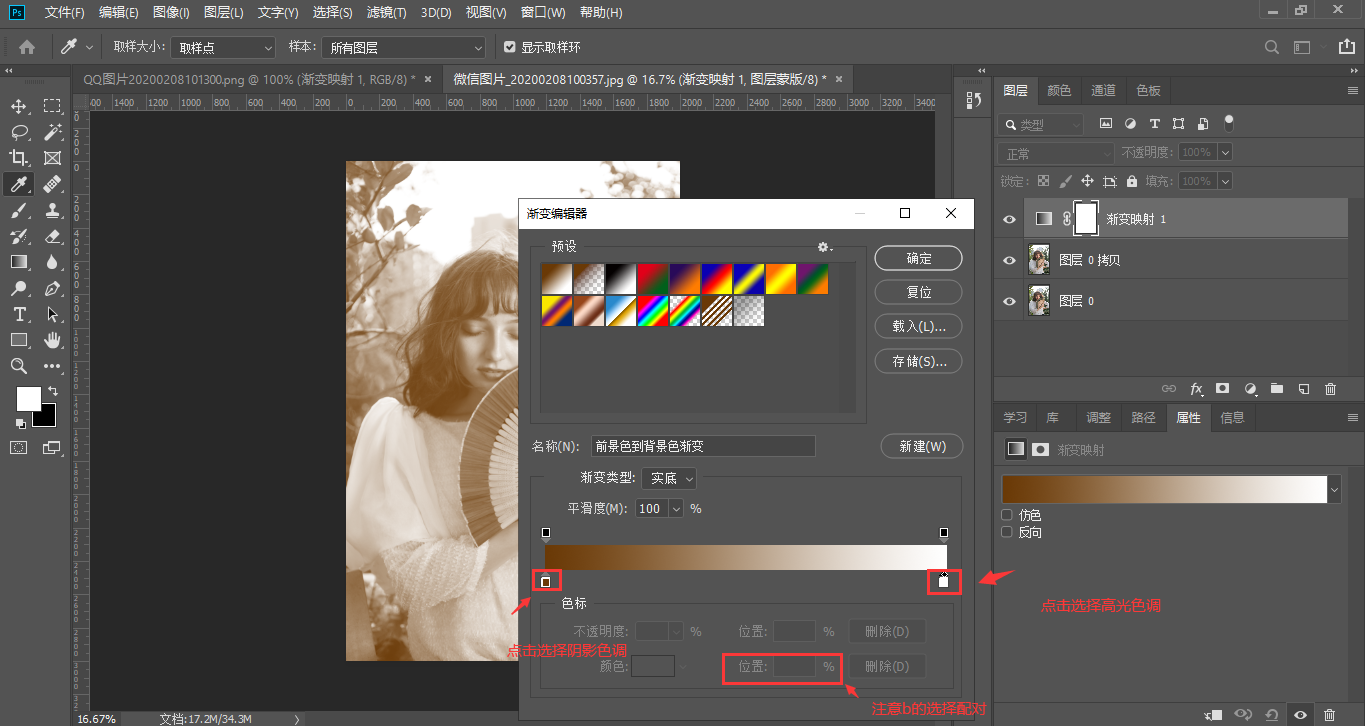 Ps 文件(F) 编辑(E) 图像(I) 图层(L) 文字(Y) 选择(S) 滤镜(T) 3D(D) 视图(V) 窗口(W) 帮助(H)
取样大小: 取样点 样本: 所有图层 显示取样环
QQ图片20200208101300.png @ 100% (渐变映射 1, RGB/8) * × 微信图片_20200208100357.jpg @ 16.7% (渐变映射 1, 图层蒙版/8) * ×
1400 1200 1000 800 600 400 200 0 200 400 600 800 1000 1200 1400 1600 1800 2000 2200 2400 2600 2800 3000 3200 3400
图层 颜色 通道 色板
类型
正常 不透明度: 100%
锁定: 填充: 100%
渐变映射 1
图层 0 拷贝
图层 0
渐变编辑器
预设
确定
复位
载入(L)...
存储(S)...
名称(N): 前景色到背景色渐变 新建(W)
渐变类型: 实底
平滑度(M): 100 %
色标
不透明度: % 位置: % 删除(D)
颜色: 位置: % 删除(D)
点击选择阴影色调
点击选择高光色调
注意b的选择配对
学习 库 调整 路径 属性 信息
渐变映射
仿色
反向
16.67% 文档:17.2M/34.3M